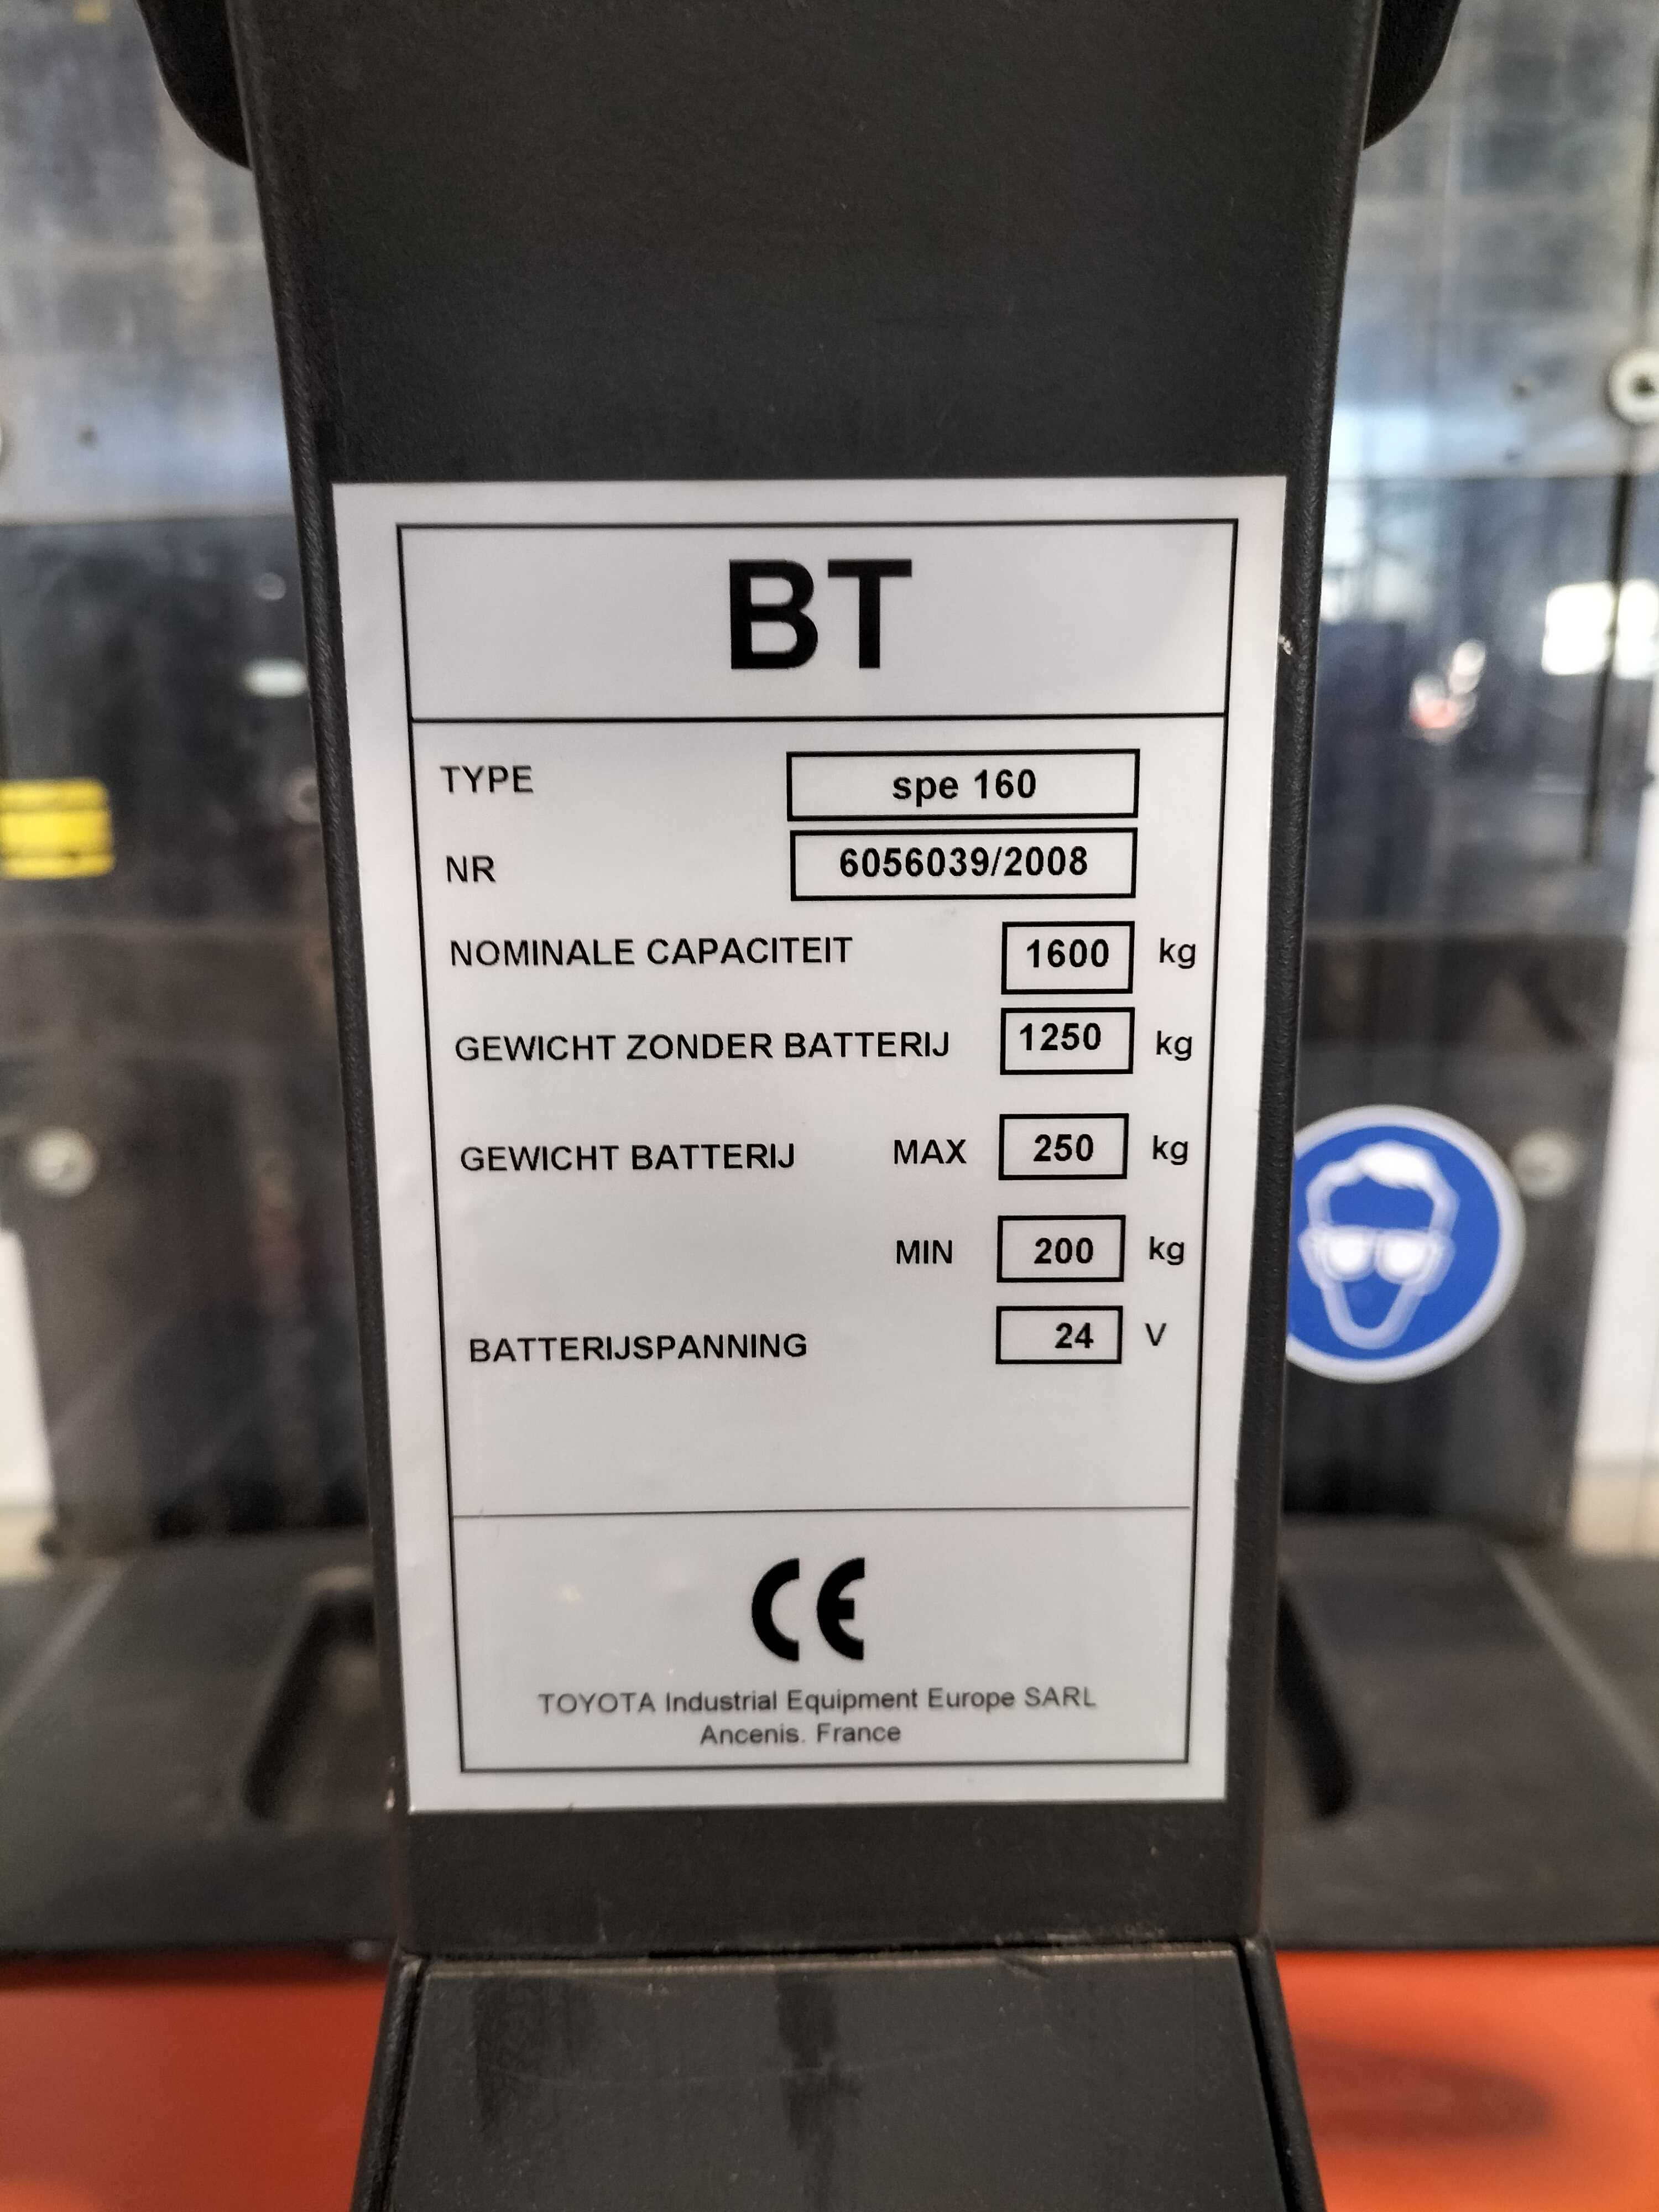 BT
TYPE spe 160
NR 6056039/2008
NOMINALE CAPACITEIT 1600 kg
GEWICHT ZONDER BATTERIJ 1250 kg
GEWICHT BATTERIJ MAX 250 kg
MIN 200 kg
BATTERIJSPANNING 24 V
CE
TOYOTA Industrial Equipment Europe SARL
Ancenis. France